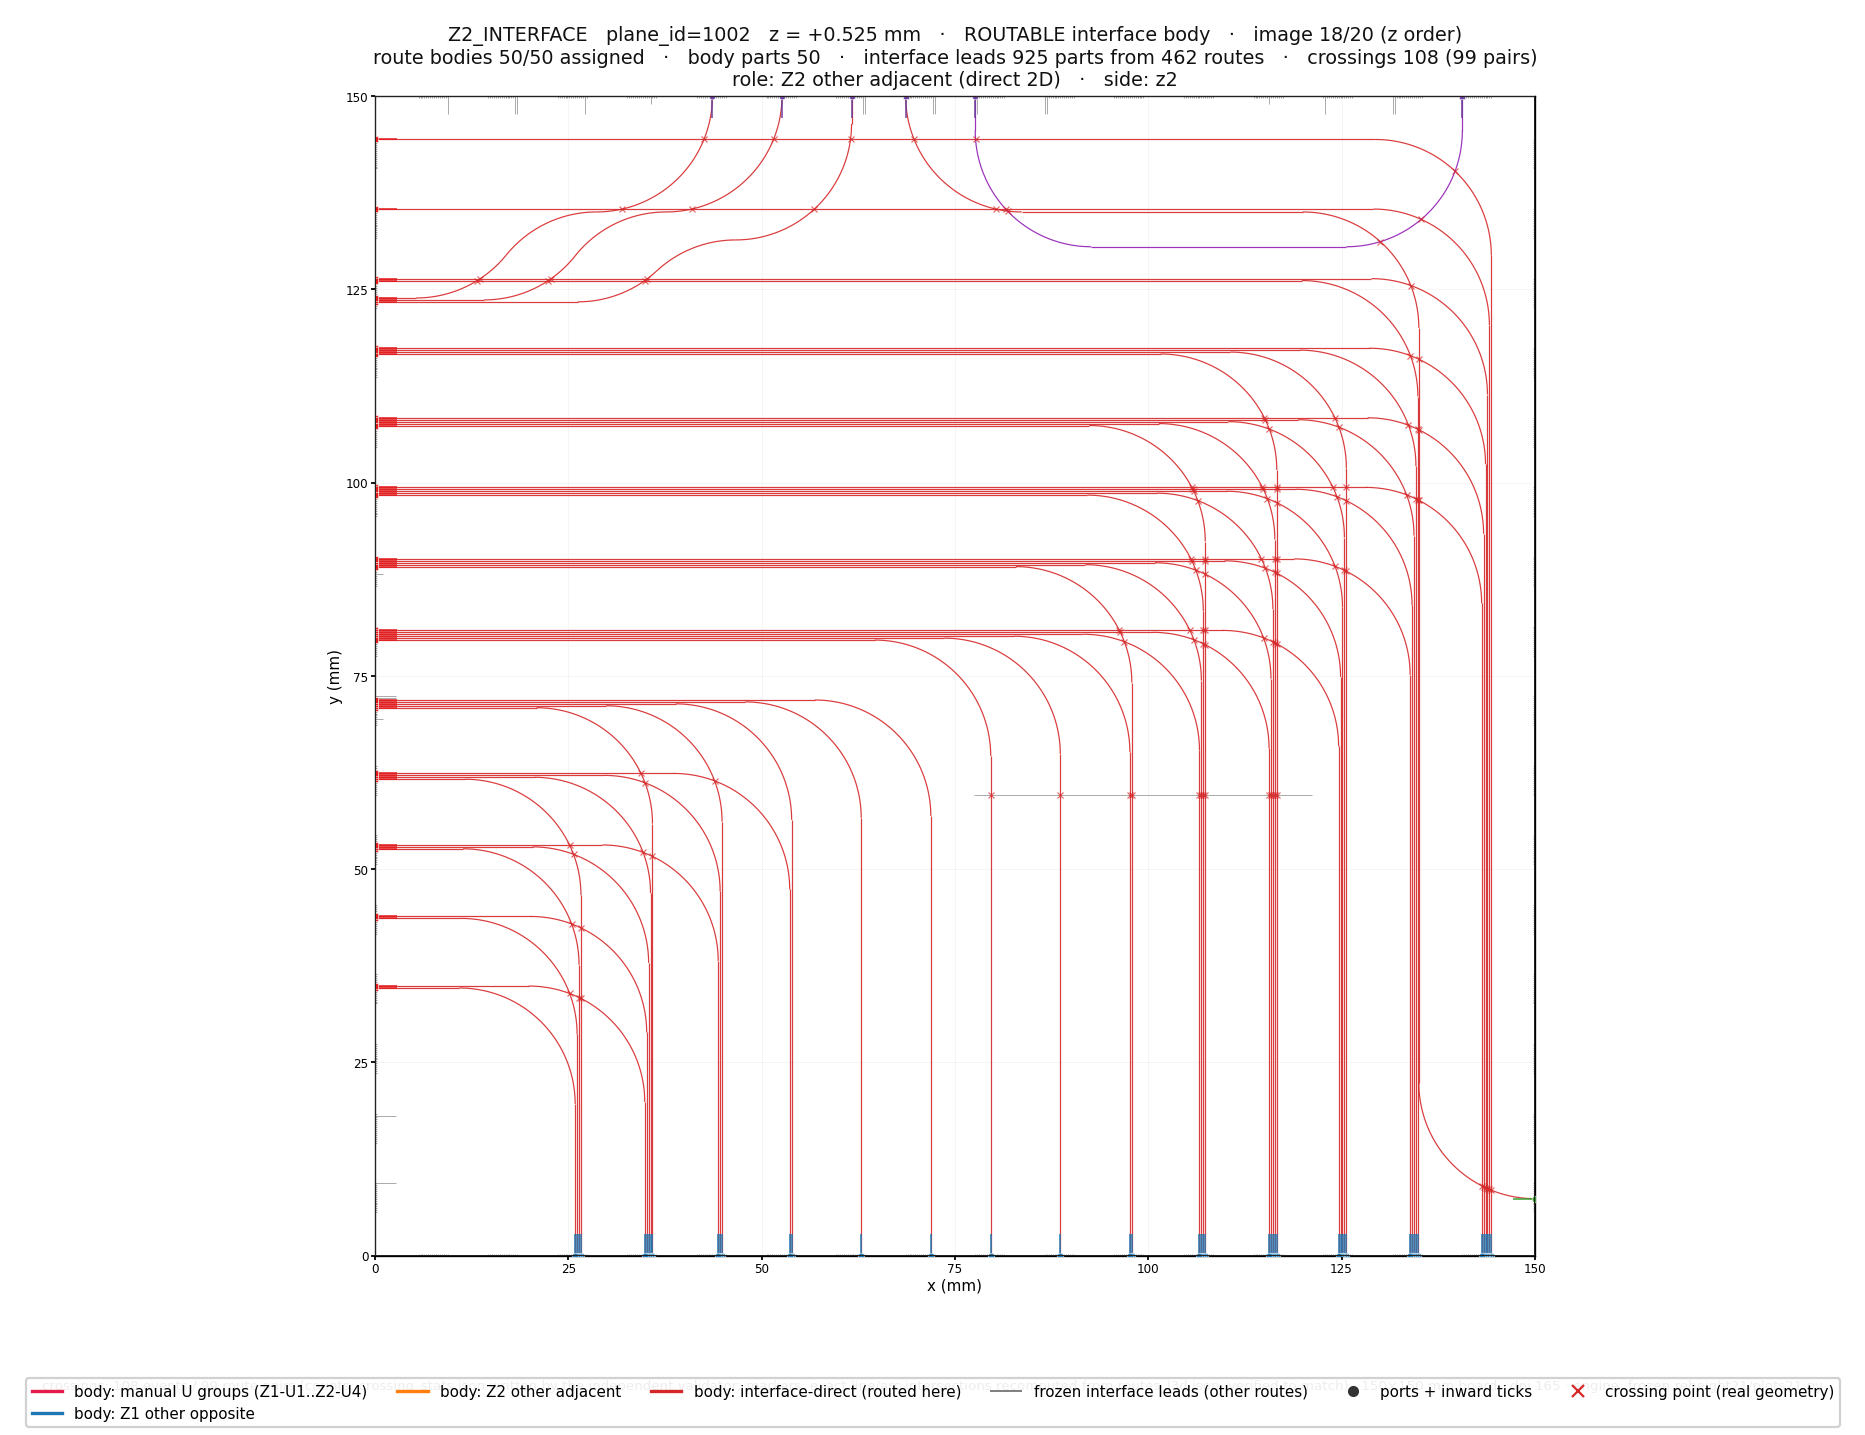 Z2_INTERFACE plane_id=1002 z = +0.525 mm · ROUTABLE interface body · image 18/20 (z order)
route bodies 50/50 assigned · body parts 50 · interface leads 925 parts from 462 routes · crossings 108 (99 pairs)
role: Z2 other adjacent (direct 2D) · side: z2
150
125
100
75
50
25
0
y (mm)
0 25 50 75 100 125 150
x (mm)
body: manual U groups (Z1-U1..Z2-U4) body: Z2 other adjacent body: interface-direct (routed here) frozen interface leads (other routes) ports + inward ticks crossing point (real geometry)
body: Z1 other opposite